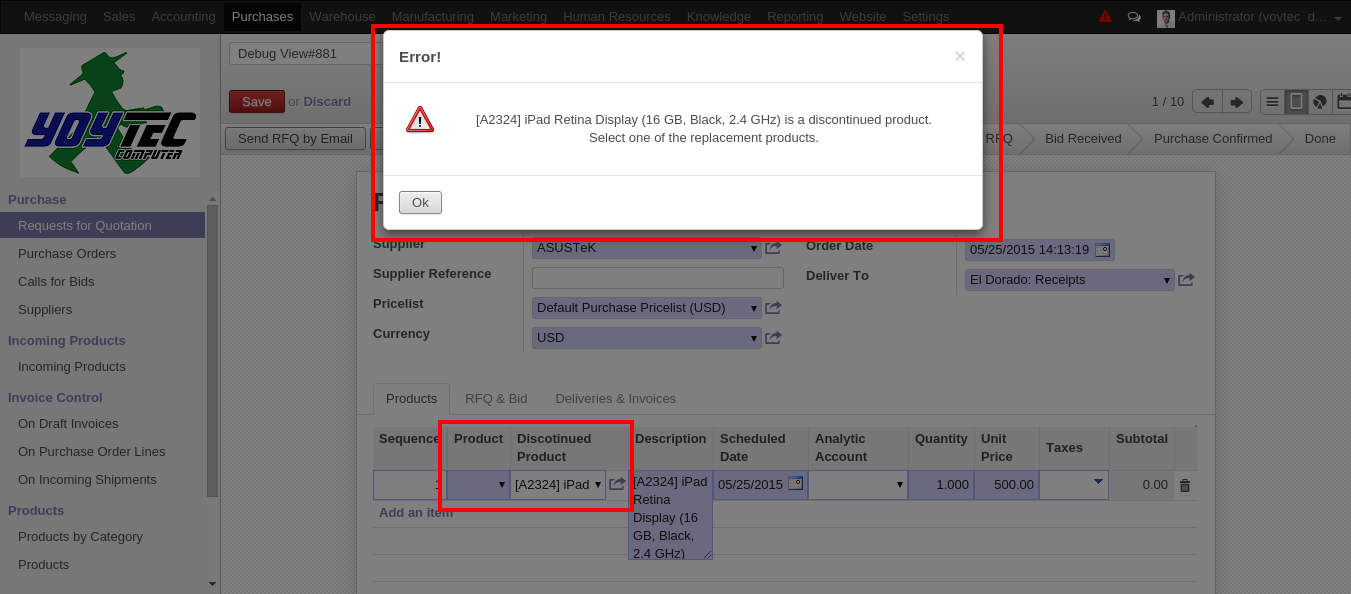 Messaging Sales Accounting Purchases Warehouse Manufacturing Marketing Human Resources Knowledge Reporting Website Settings Administrator (yoytec_d...
YOYTEC
COMPUTER
Debug View#881
Error!
×
Save or Discard
1 / 10
[A2324] iPad Retina Display (16 GB, Black, 2.4 GHz) is a discontinued product.
Select one of the replacement products.
Send RFQ by Email
RFQ Bid Received Purchase Confirmed Done
Ok
Purchase
Requests for Quotation
Purchase Orders
Calls for Bids
Suppliers
Incoming Products
Incoming Products
Invoice Control
On Draft Invoices
On Purchase Order Lines
On Incoming Shipments
Products
Products by Category
Products
Supplier ASUSTeK
Order Date 05/25/2015 14:13:19
Supplier Reference
Deliver To El Dorado: Receipts
Pricelist Default Purchase Pricelist (USD)
Currency USD
Products RFQ & Bid Deliveries & Invoices
Sequence Product Discotinued Product Description Scheduled Date Analytic Account Quantity Unit Price Taxes Subtotal
1 [A2324] iPad 05/25/2015 1.000 500.00 0.00
[A2324] iPad
Retina
Display (16
GB, Black,
2.4 GHz)
Add an item